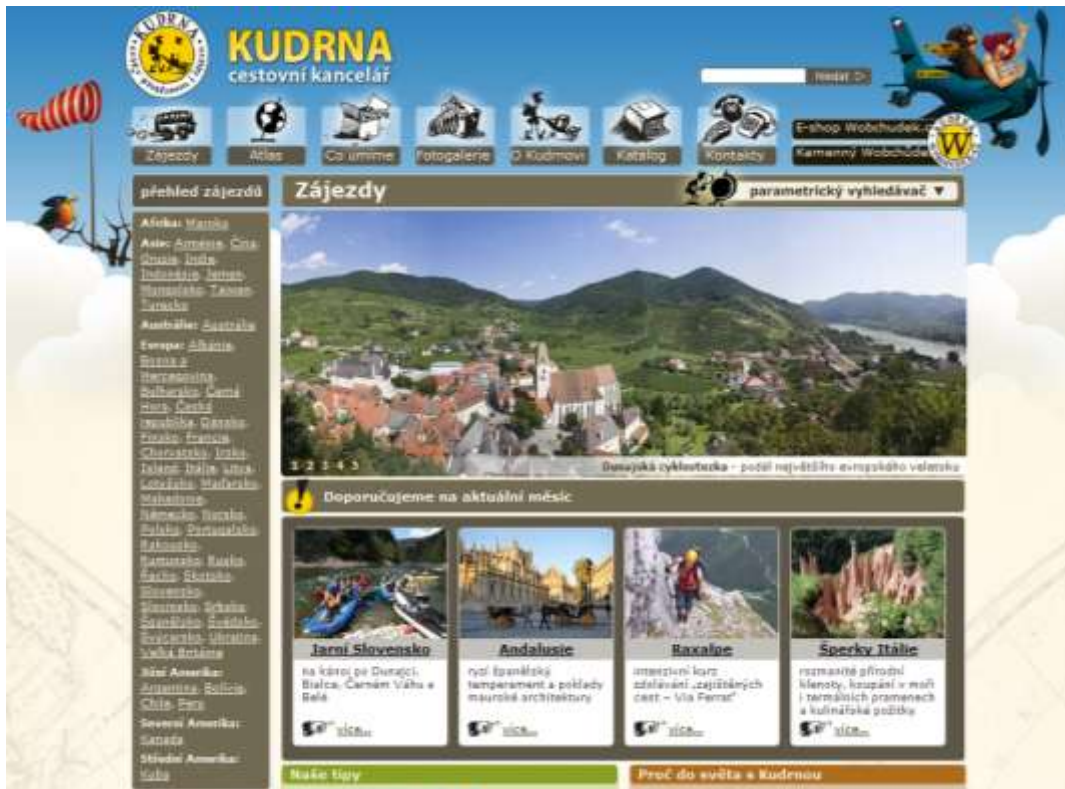 KUDRNA
KUDRNA
cestovní kancelář
hledat
Zájezdy
Atlas
Co umíme
Fotogalerie
O Kudrnovi
Katalog
Kontakty
E-shop Wobchudek.
Kamenný Wobchůdek
W
přehled zájezdů
Zájezdy
parametrický vyhledávač ▼
Afrika: Maroko
Asie: Arménie, Čína,
Gruzie, Indie,
Indonésie, Jemen,
Mongolsko, Taiwan,
Turecko
Austrálie: Austrálie
Evropa: Albánie,
Bosna a
Hercegovina,
Bulharsko, Černá
Hora, Česká
republika, Dánsko,
Finsko, Francie,
Chorvatsko, Irsko,
Island, Itálie, Litva,
Lotyšsko, Maďarsko,
Makedonie,
Německo, Norsko,
Polsko, Portugalsko,
Rakousko,
Rumunsko, Rusko,
Řecko, Skotsko,
Slovensko,
Slovinsko, Srbsko,
Španělsko, Švédsko,
Švýcarsko, Ukrajina,
Velká Británie
Jižní Amerika:
Argentina, Bolívie,
Chile, Peru
Severní Amerika:
Kanada
Střední Amerika:
Kuba
1 2 3 4 5
Dunajská cyklostezka - podél největšího evropského veletoku
Doporučujeme na aktuální měsíc
Jarní Slovensko
na kánoi po Dunajci,
Bialce, Černém Váhu a
Belé
více...
Andalusie
ryzí španělský
temperament a poklady
maurské architektury
více...
Raxalpe
intenzivní kurz
zdolávání „zajištěných
cest – Via Ferrat"
více...
Šperky Itálie
rozmanité přírodní
klenoty, koupání v moři
i termálních pramenech
a kulinářské požitky
více...
Naše tipy
Proč do světa s Kudrnou